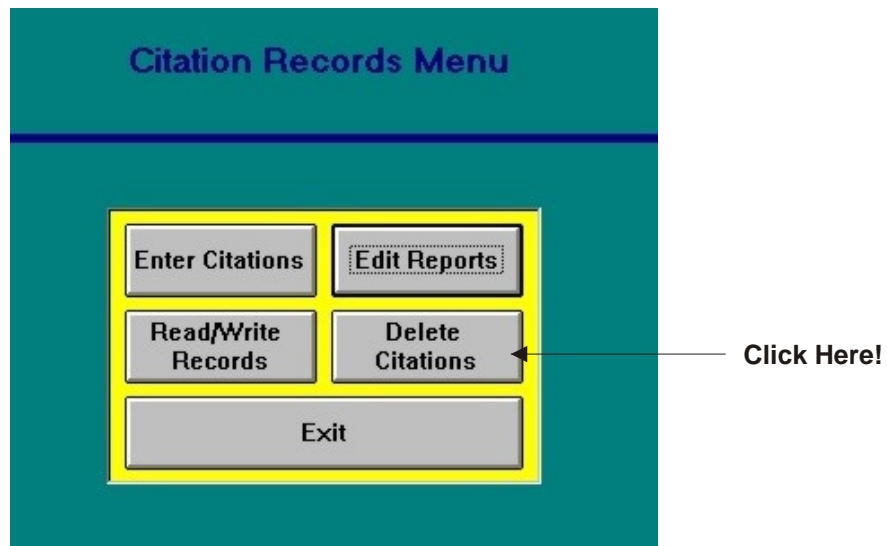 Citation Records Menu
Enter Citations
Edit Reports
Read/Write
Records
Delete
Citations
Click Here!
Exit